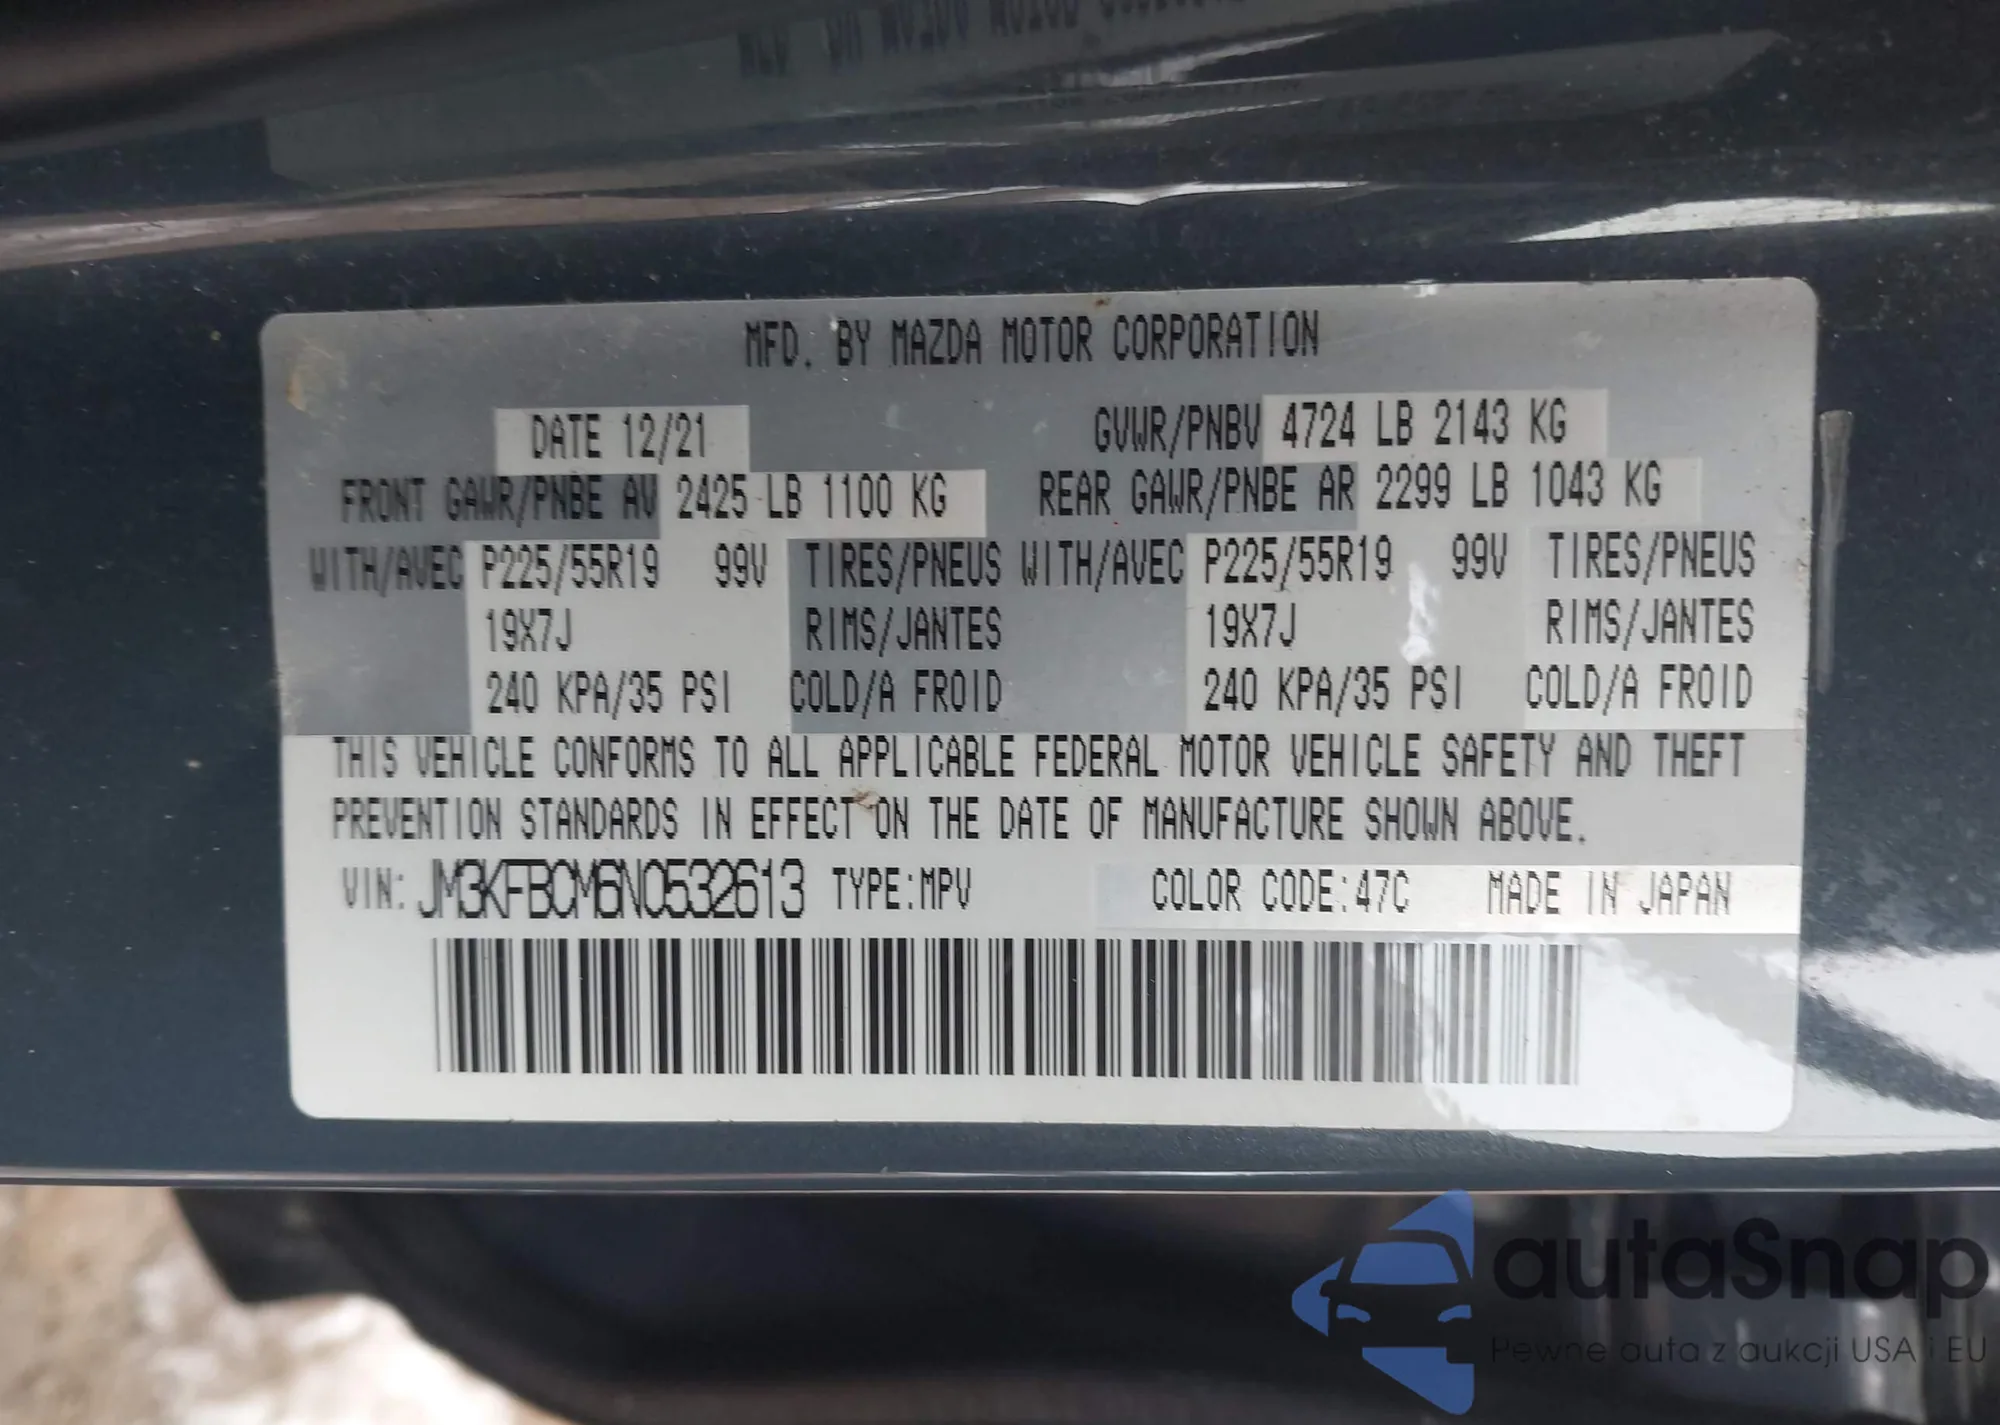 MFD. BY MAZDA MOTOR CORPORATION
DATE 12/21 GVWR/PNBV 4724 LB 2143 KG
FRONT GAWR/PNBE AV 2425 LB 1100 KG REAR GAWR/PNBE AR 2299 LB 1043 KG
WITH/AVEC P225/55R19 99V TIRES/PNEUS WITH/AVEC P225/55R19 99V TIRES/PNEUS
19X7J RIMS/JANTES 19X7J RIMS/JANTES
240 KPA/35 PSI COLD/A FROID 240 KPA/35 PSI COLD/A FROID
THIS VEHICLE CONFORMS TO ALL APPLICABLE FEDERAL MOTOR VEHICLE SAFETY AND THEFT
PREVENTION STANDARDS IN EFFECT ON THE DATE OF MANUFACTURE SHOWN ABOVE.
VIN: JM3KFBCM6N0532613 TYPE:MPV COLOR CODE:47C MADE IN JAPAN
autaSnap
Pewne auta z aukcji USA i EU